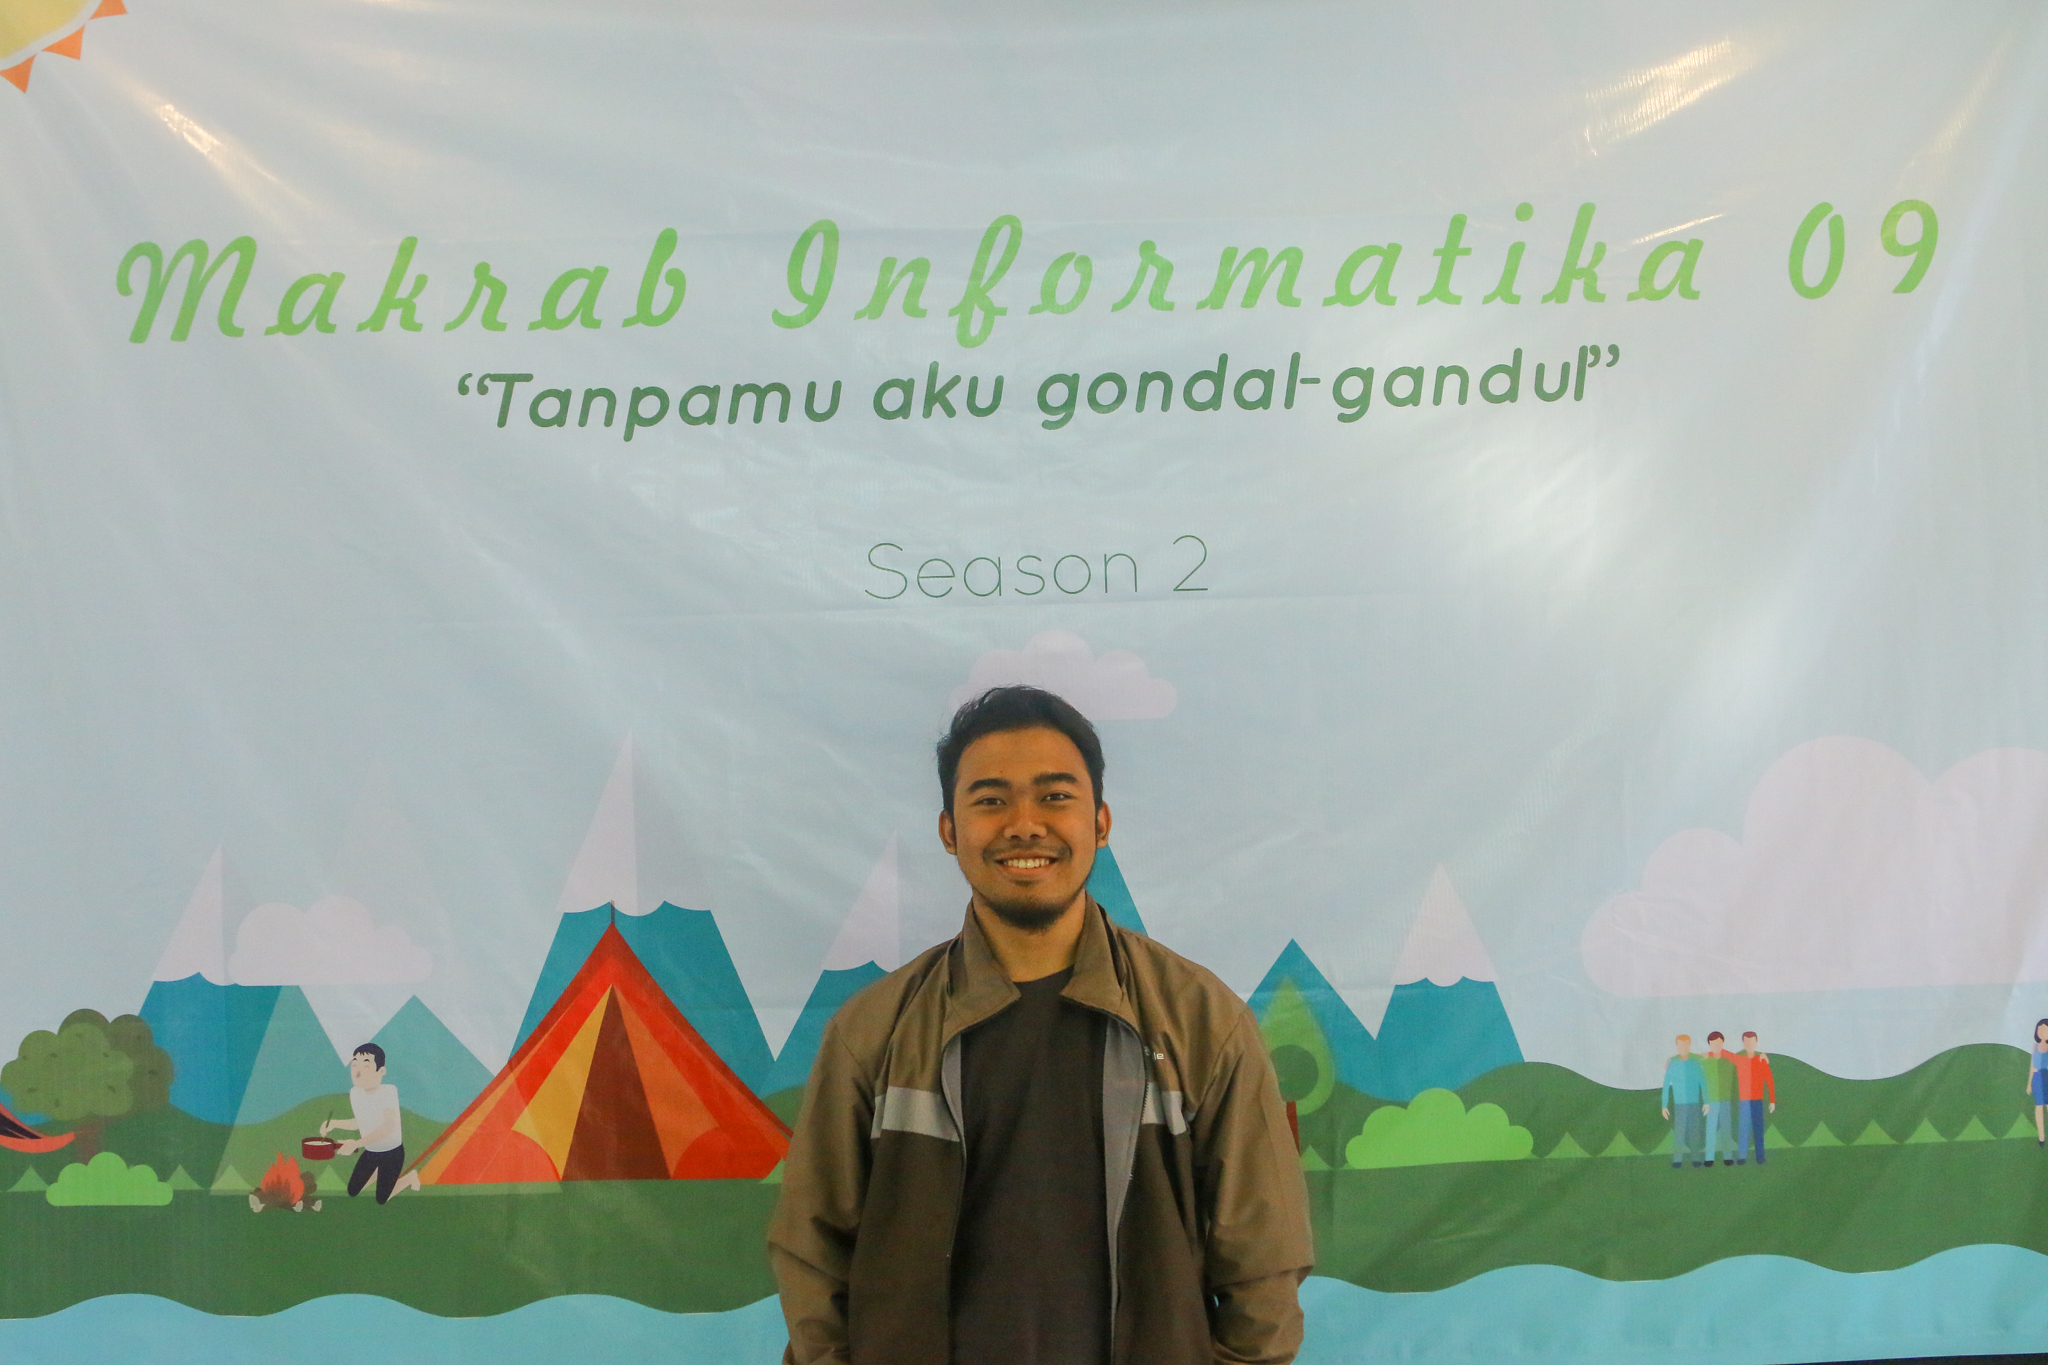 Makrab Informatika 09
“Tanpamu aku gondal-gandul”
Season 2